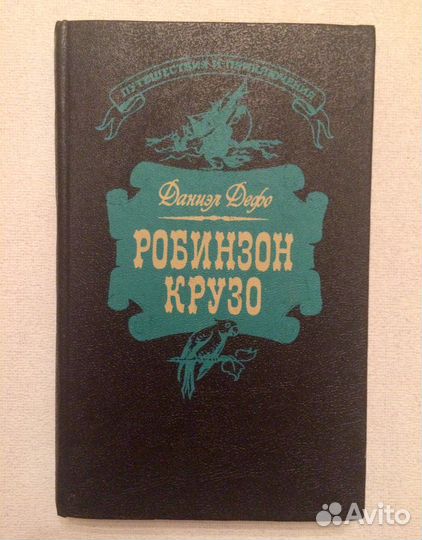 ПУТЕШЕСТВИЯ И ПРИКЛЮЧЕНИЯ
Даниэл Дефо
РОБИНЗОН
КРУЗО
Avito